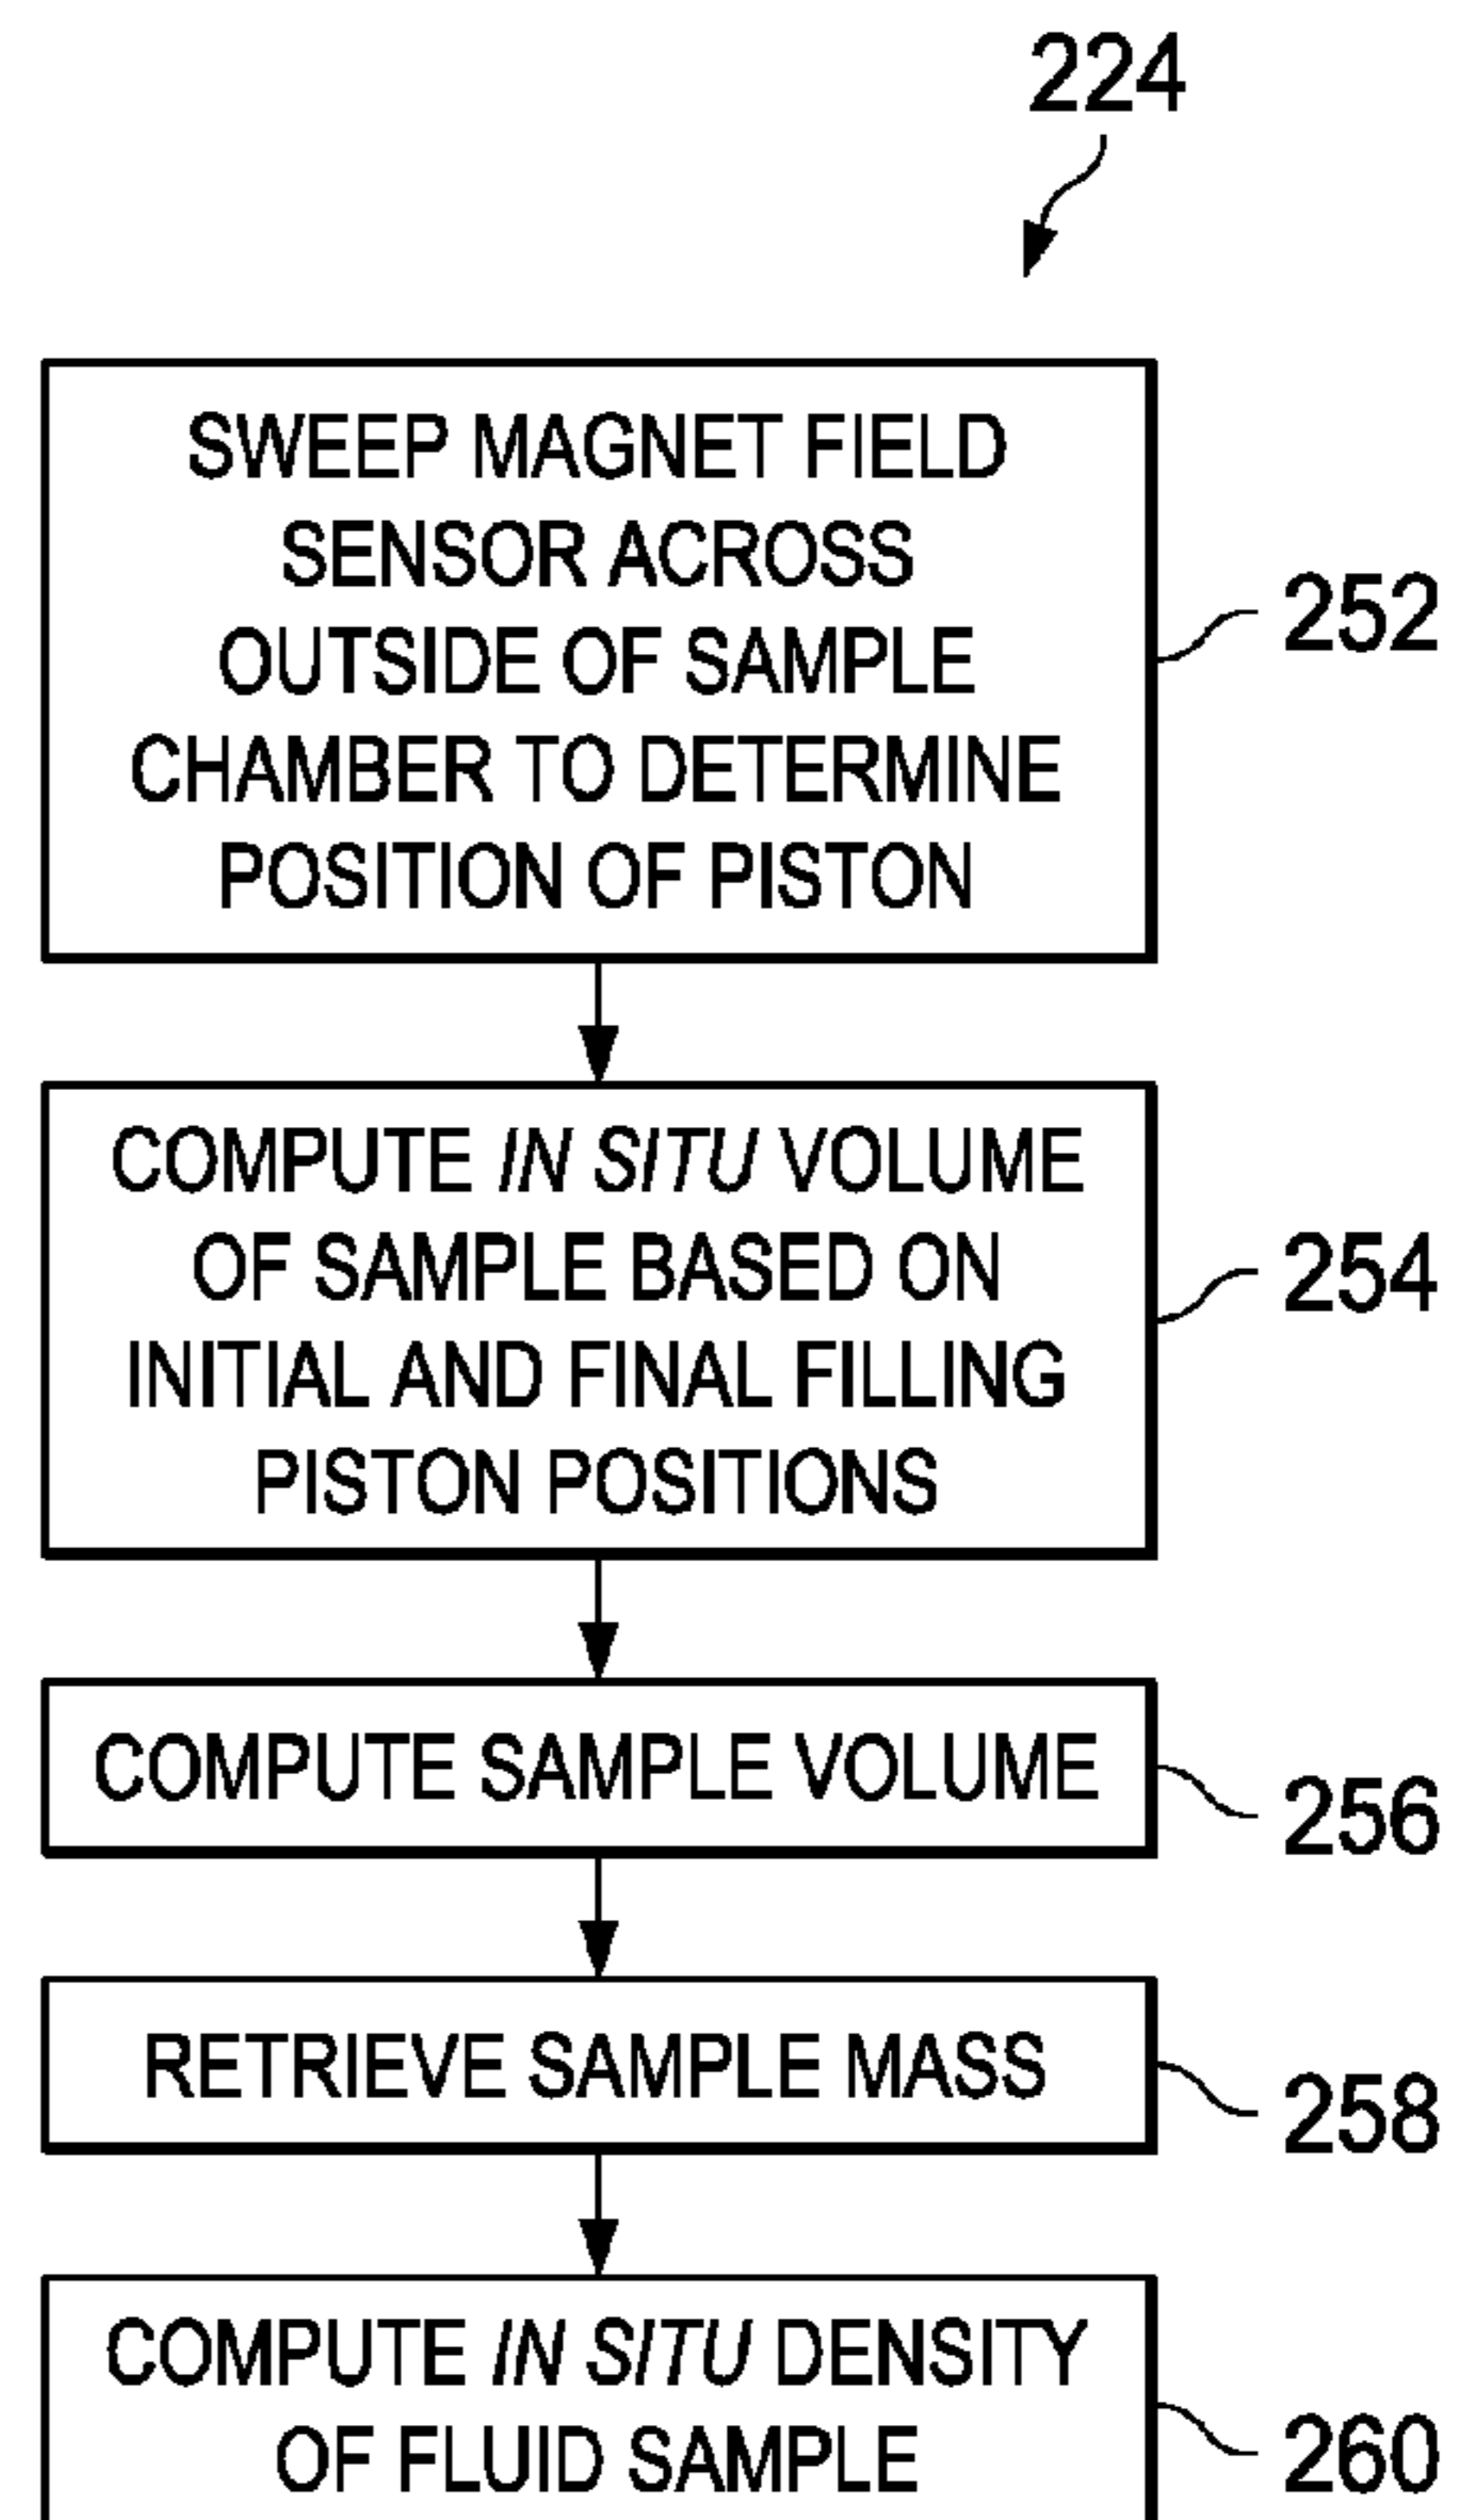 224
SWEEP MAGNET FIELD
SENSOR ACROSS
OUTSIDE OF SAMPLE
CHAMBER TO DETERMINE
POSITION OF PISTON
252
COMPUTE IN SITU VOLUME
OF SAMPLE BASED ON
INITIAL AND FINAL FILLING
PISTON POSITIONS
254
COMPUTE SAMPLE VOLUME
256
RETRIEVE SAMPLE MASS
258
COMPUTE IN SITU DENSITY
OF FLUID SAMPLE
260